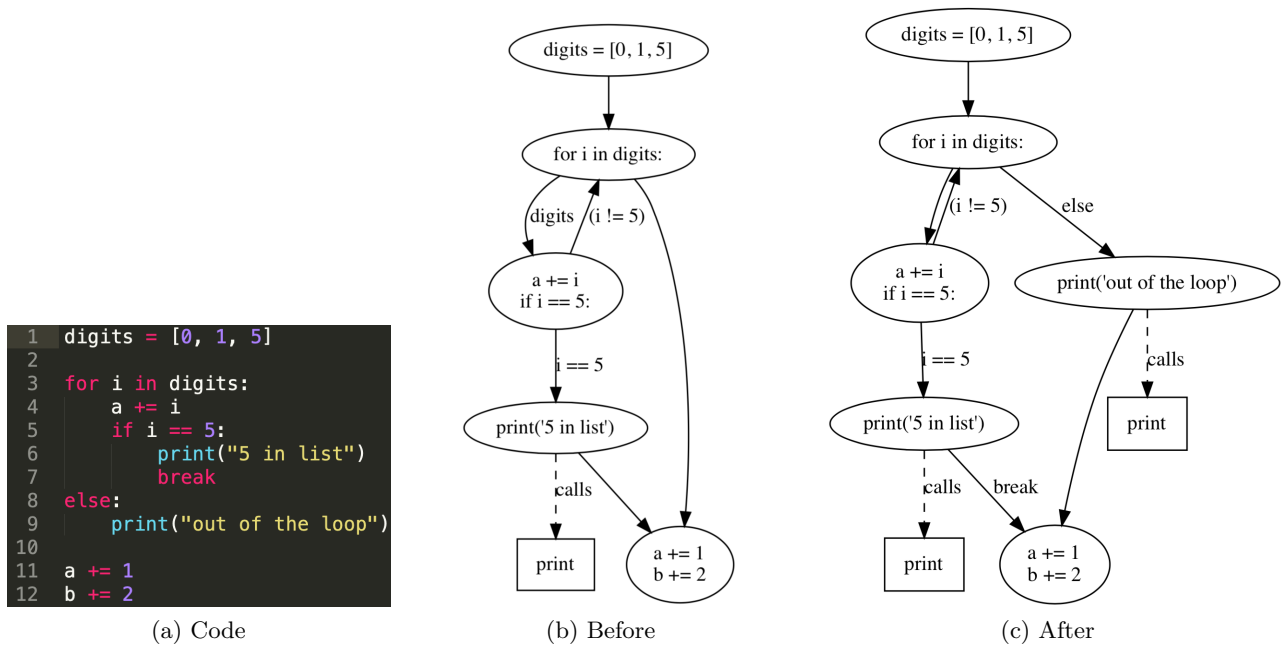 1 digits = [0, 1, 5]
2
3 for i in digits:
4 a += i
5 if i == 5:
6 print("5 in list")
7 break
8 else:
9 print("out of the loop")
10
11 a += 1
12 b += 2
(a) Code
digits = [0, 1, 5]
for i in digits:
digits
(i != 5)
a += i
if i == 5:
i == 5
print('5 in list')
calls
print
a += 1
b += 2
(b) Before
digits = [0, 1, 5]
for i in digits:
(i != 5)
else
a += i
if i == 5:
print('out of the loop')
i == 5
calls
print('5 in list')
print
calls
break
print
a += 1
b += 2
(c) After